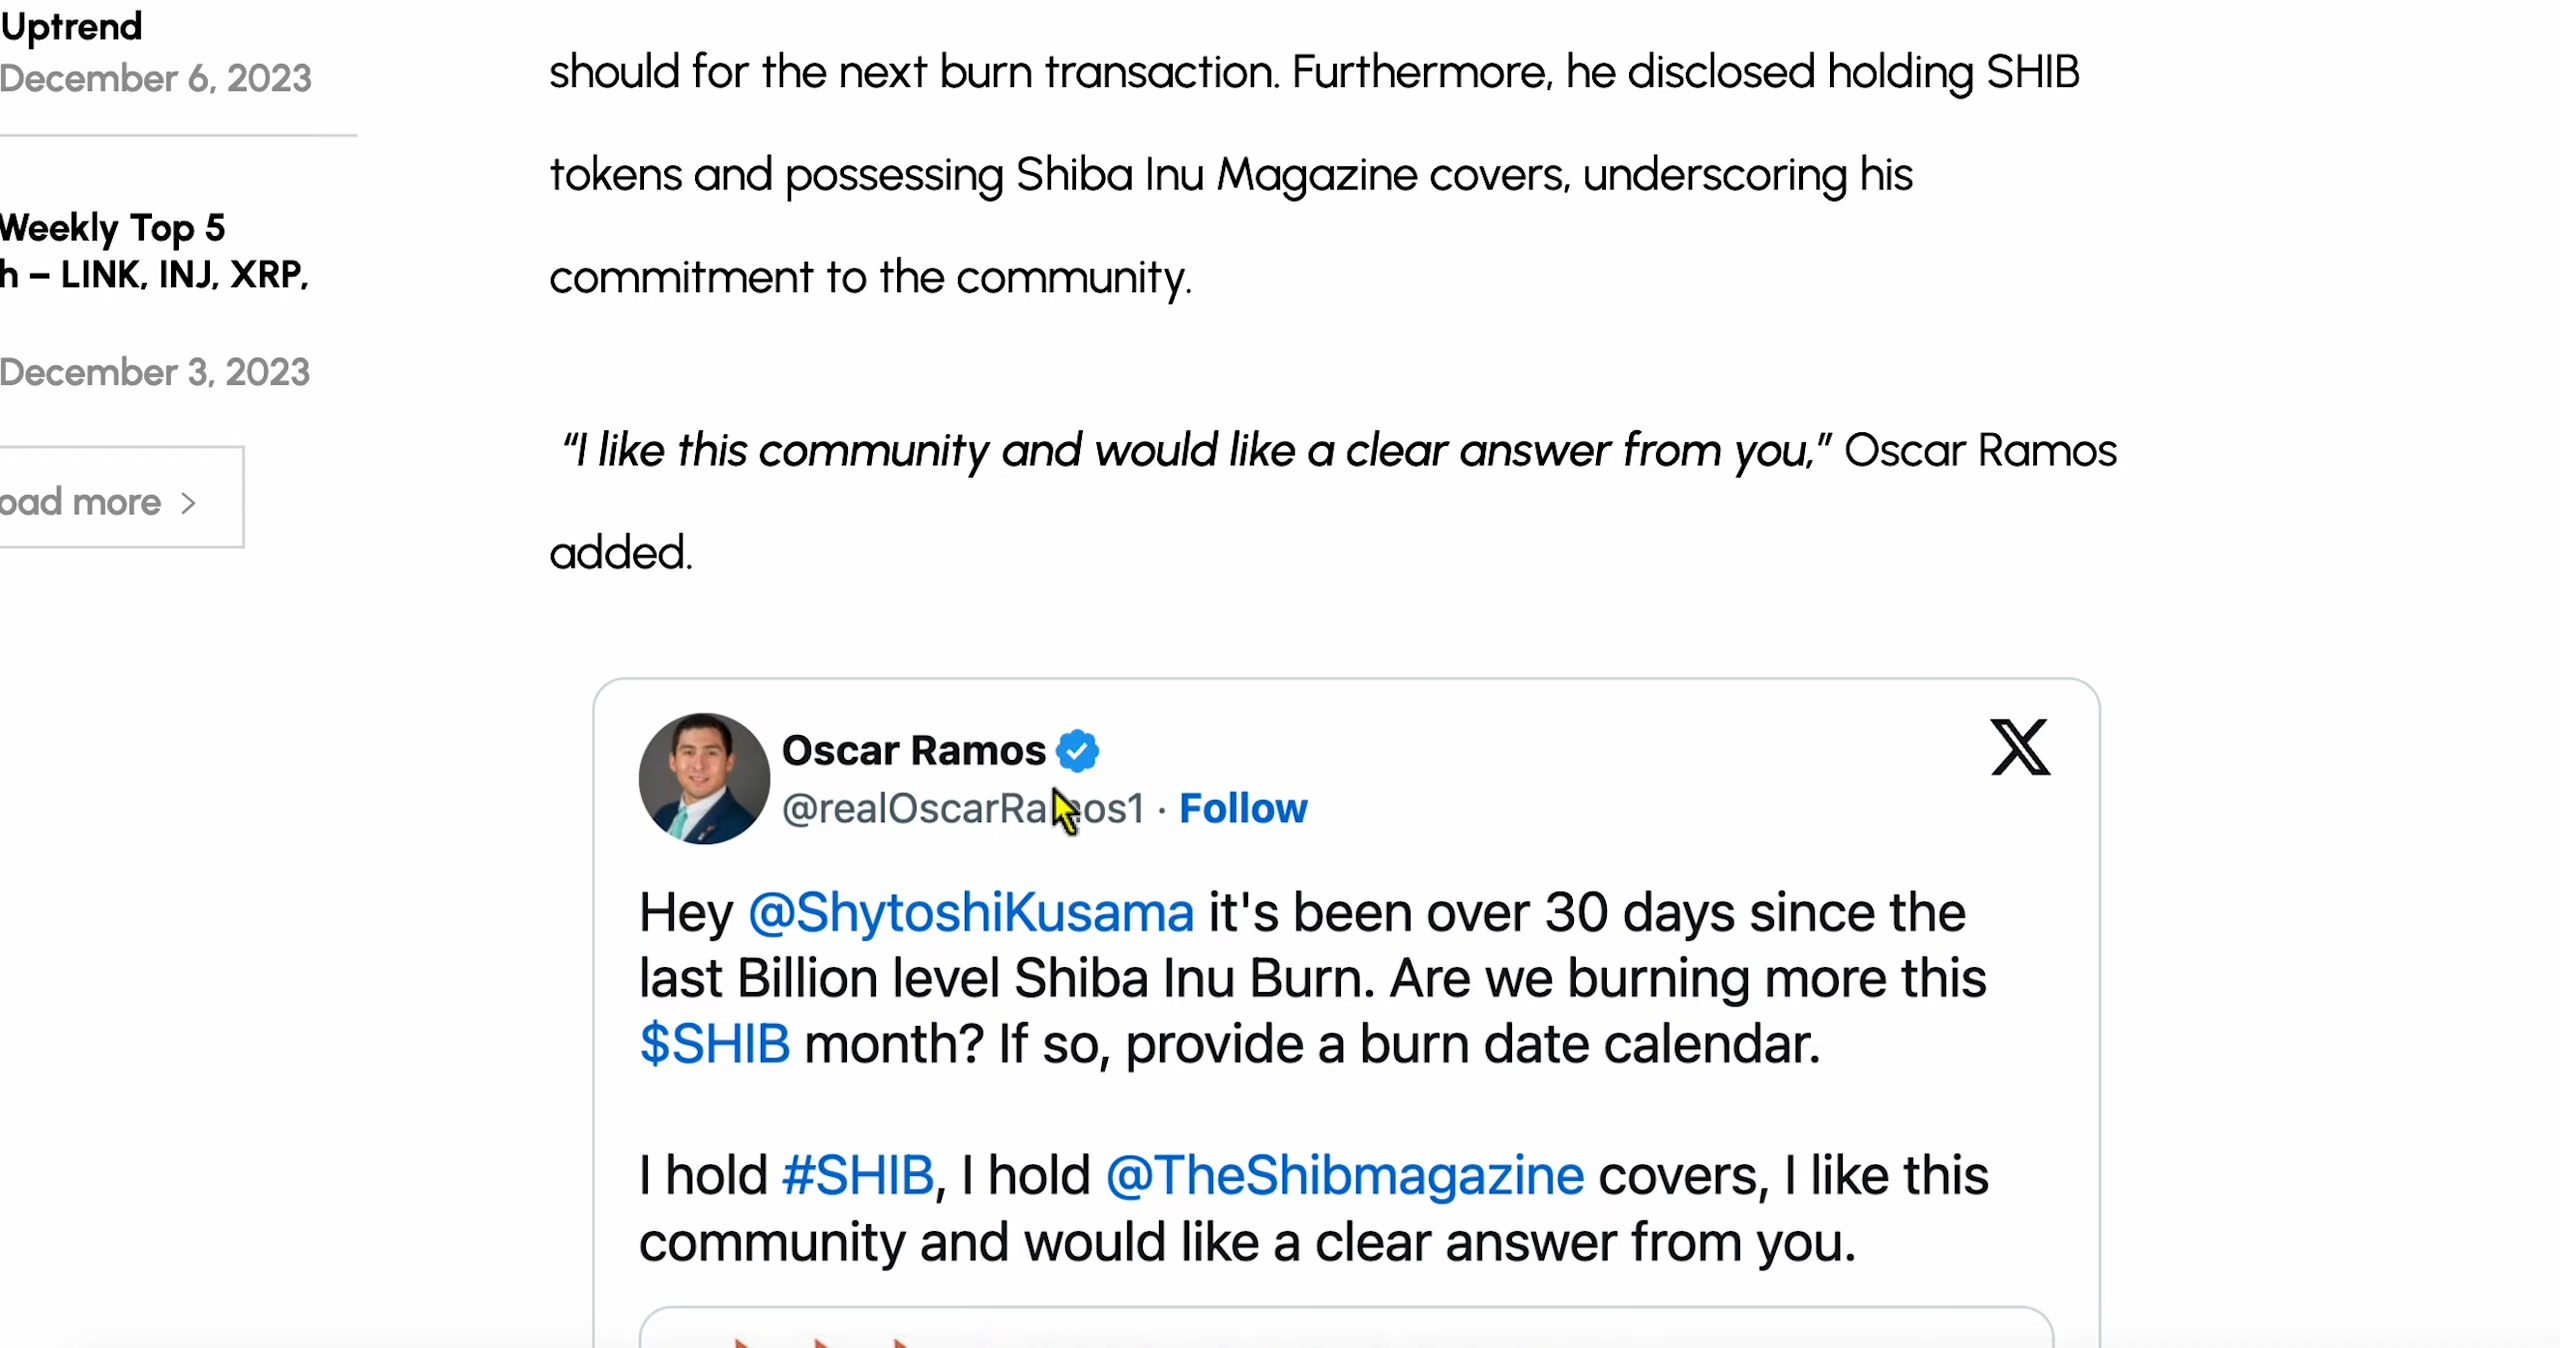 Uptrend
December 6, 2023
Weekly Top 5
h – LINK, INJ, XRP,
December 3, 2023
oad more >
should for the next burn transaction. Furthermore, he disclosed holding SHIB
tokens and possessing Shiba Inu Magazine covers, underscoring his
commitment to the community.
“I like this community and would like a clear answer from you,” Oscar Ramos
added.
Oscar Ramos
@realOscarRamos1 · Follow
Hey @ShytoshiKusama it's been over 30 days since the
last Billion level Shiba Inu Burn. Are we burning more this
$SHIB month? If so, provide a burn date calendar.
I hold #SHIB, I hold @TheShibmagazine covers, I like this
community and would like a clear answer from you.